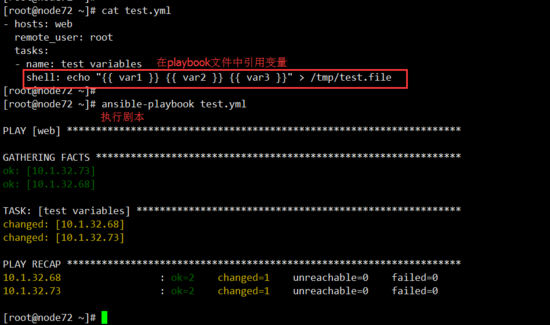 [root@node72 ~]# cat test.yml
- hosts: web
  remote_user: root
  tasks:
  - name: test variables 在playbook文件中引用变量
    shell: echo "{{ var1 }} {{ var2 }} {{ var3 }}" > /tmp/test.file
[root@node72 ~]#
[root@node72 ~]# ansible-playbook test.yml
执行剧本
PLAY [web] *******************************************************************
GATHERING FACTS **************************************************************
ok: [10.1.32.73]
ok: [10.1.32.68]
TASK: [test variables] *******************************************************
changed: [10.1.32.68]
changed: [10.1.32.73]
PLAY RECAP *******************************************************************
10.1.32.68 : ok=2 changed=1 unreachable=0 failed=0
10.1.32.73 : ok=2 changed=1 unreachable=0 failed=0
[root@node72 ~]#